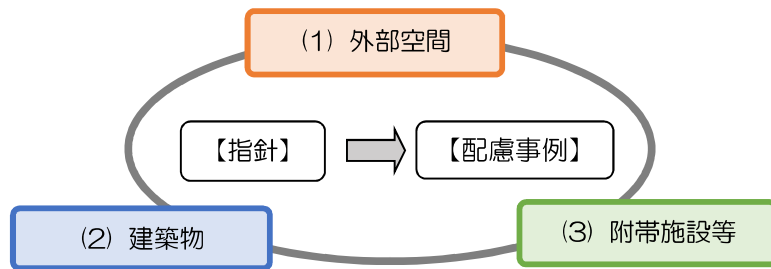 (1) 外部空間
【指針】
【配慮事例】
(2) 建築物
(3) 附帯施設等